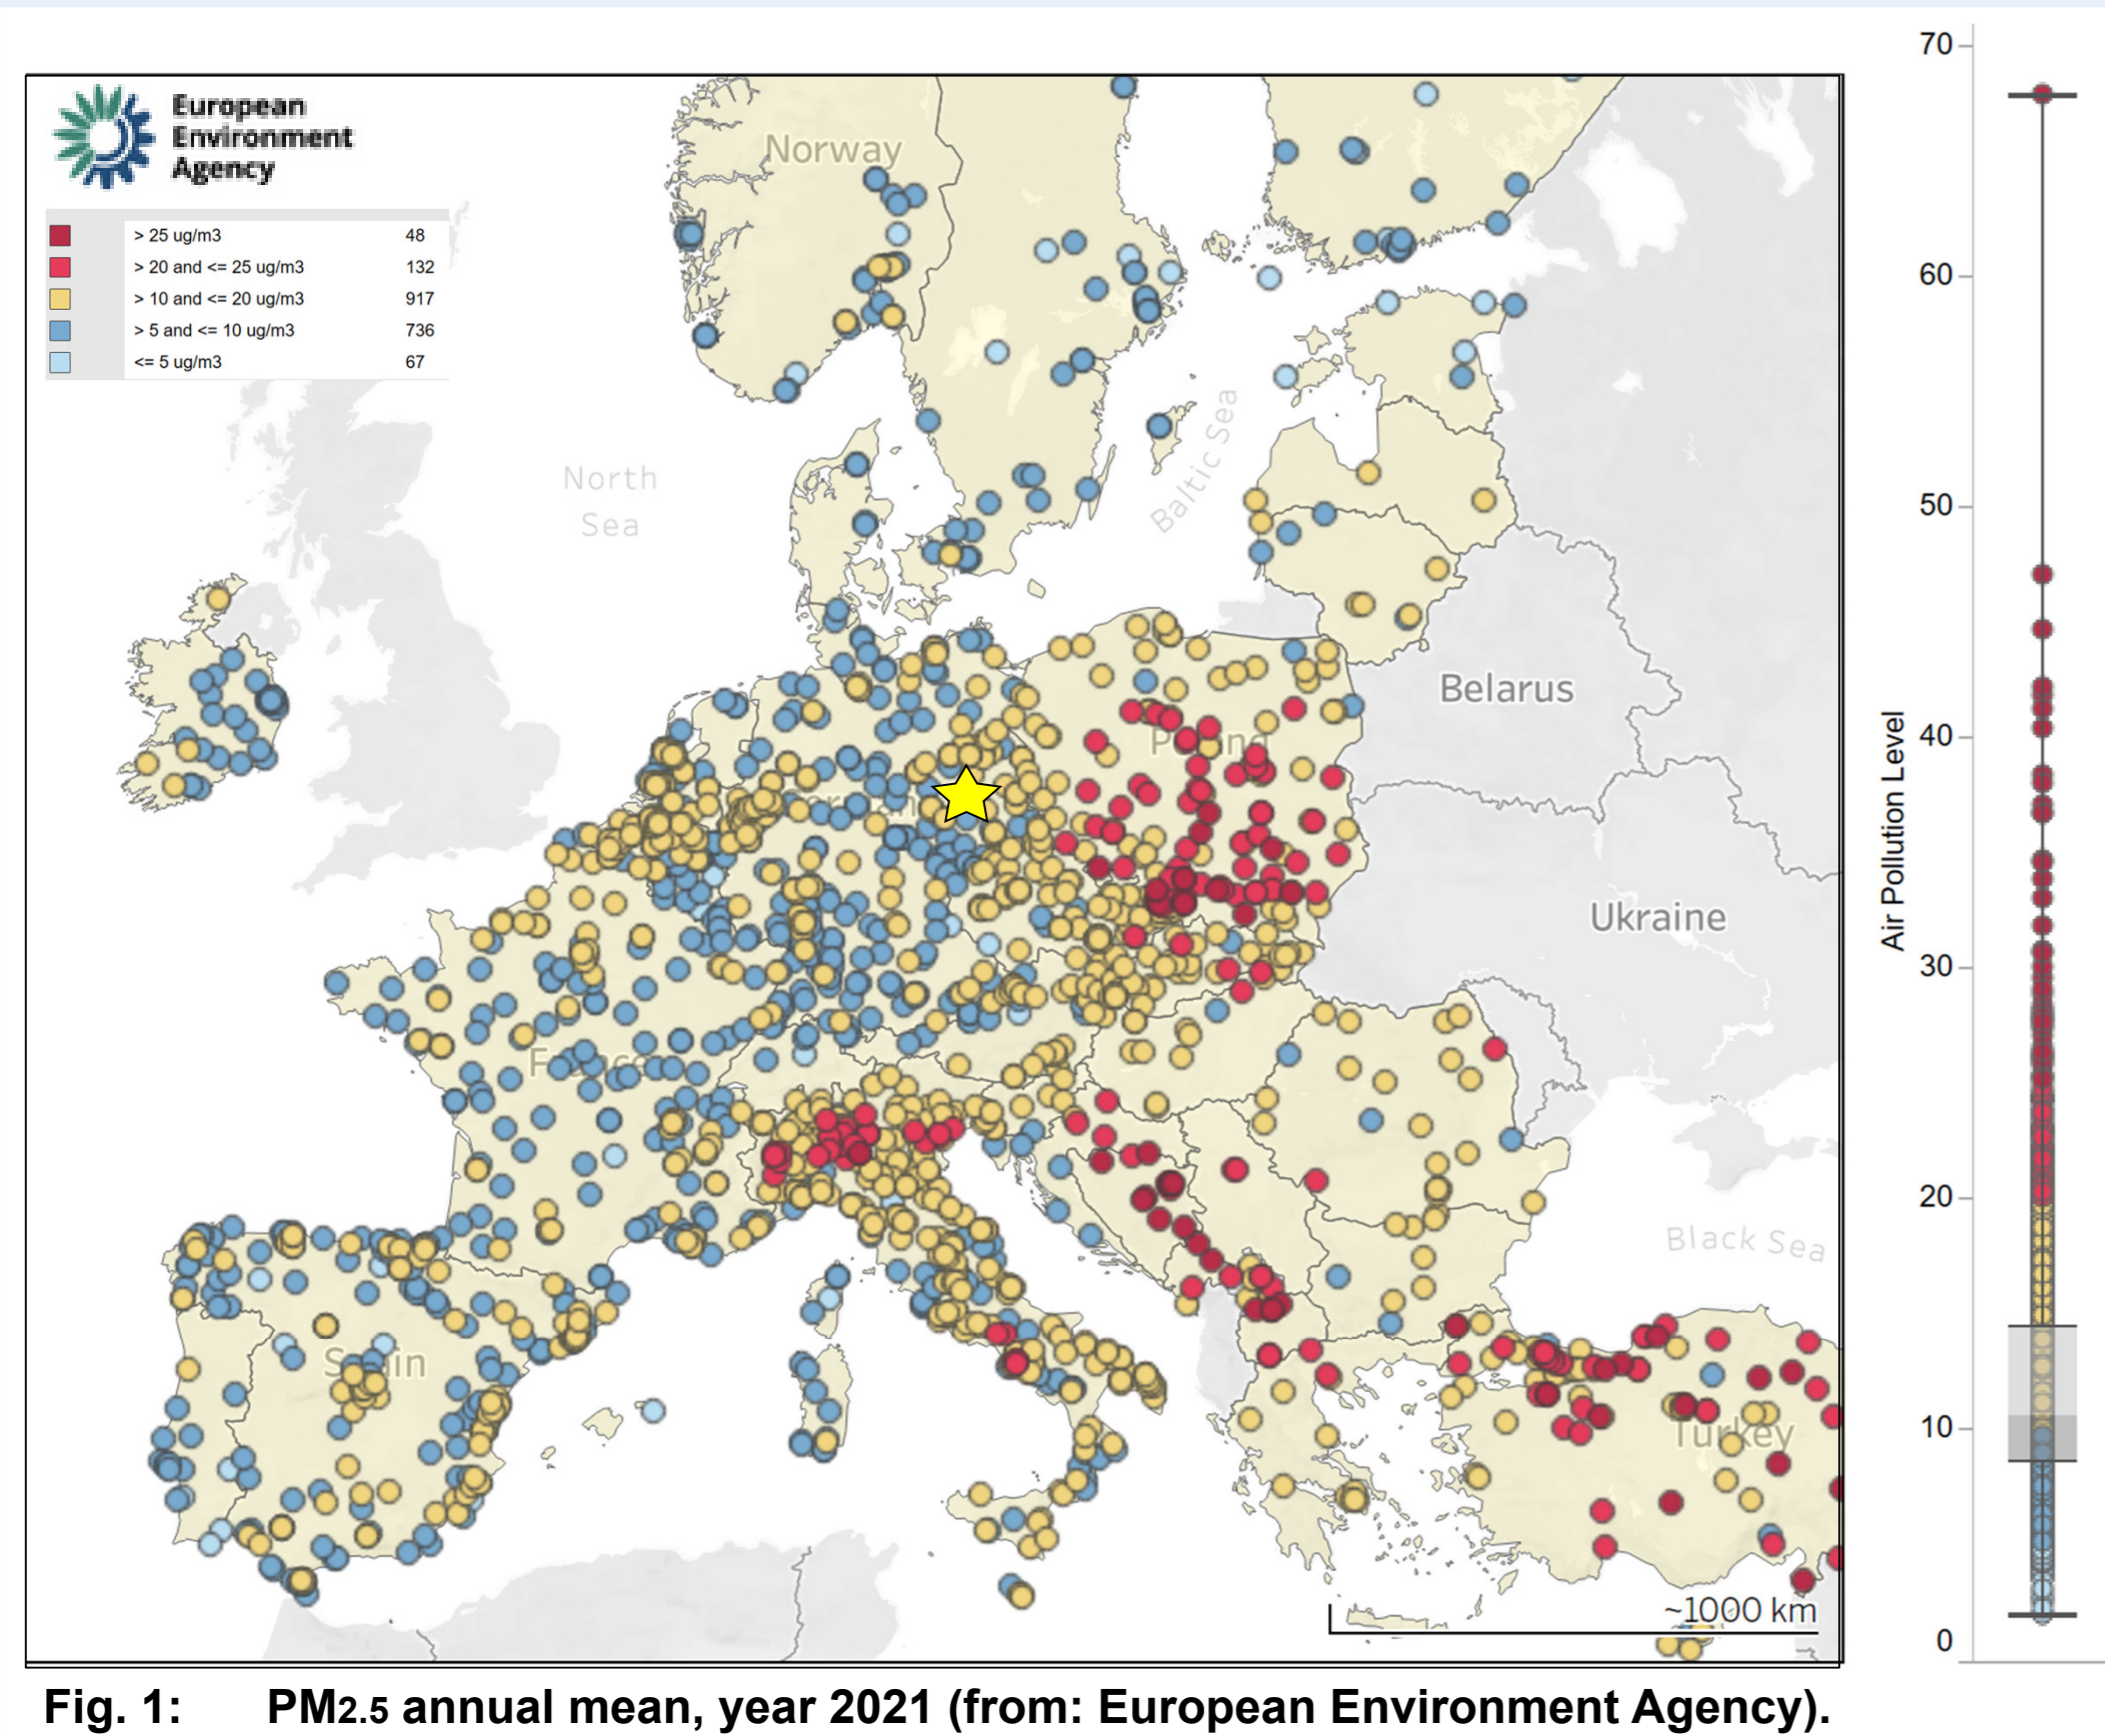 European
Environment
Agency
> 25 ug/m3 48
> 20 and <= 25 ug/m3 132
> 10 and <= 20 ug/m3 917
> 5 and <= 10 ug/m3 736
<= 5 ug/m3 67
Norway
North
Sea
Baltic Sea
Belarus
Poland
Ukraine
France
Spain
Black Sea
Turkey
~1000 km
70
60
50
40
30
20
10
0
Air Pollution Level
Fig. 1: PM2.5 annual mean, year 2021 (from: European Environment Agency).